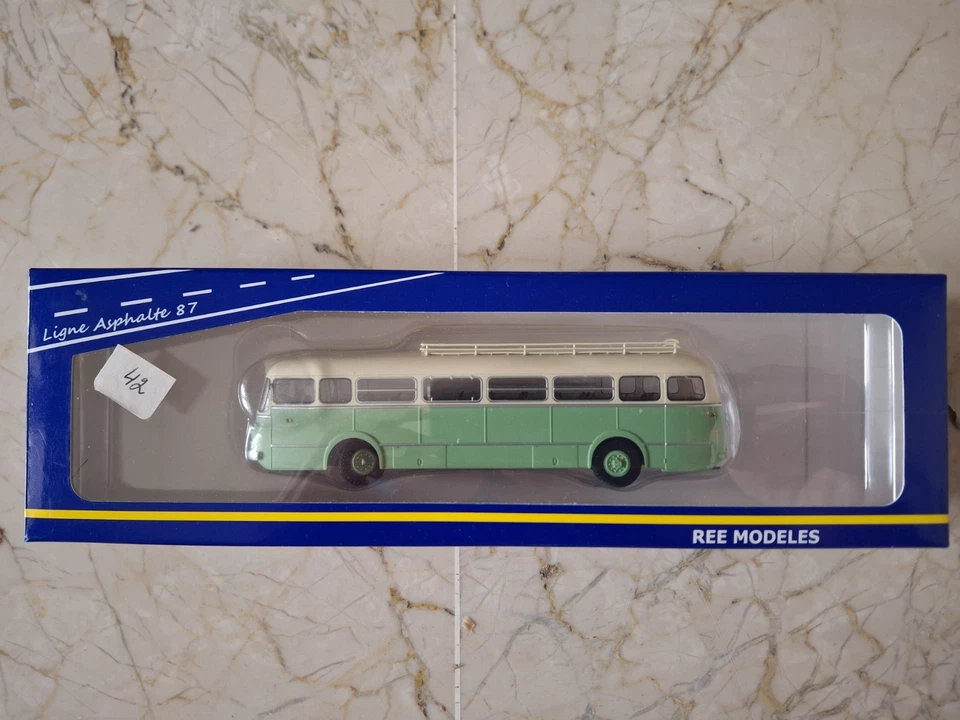 Ligne Asphalte 87
42
REE MODELES